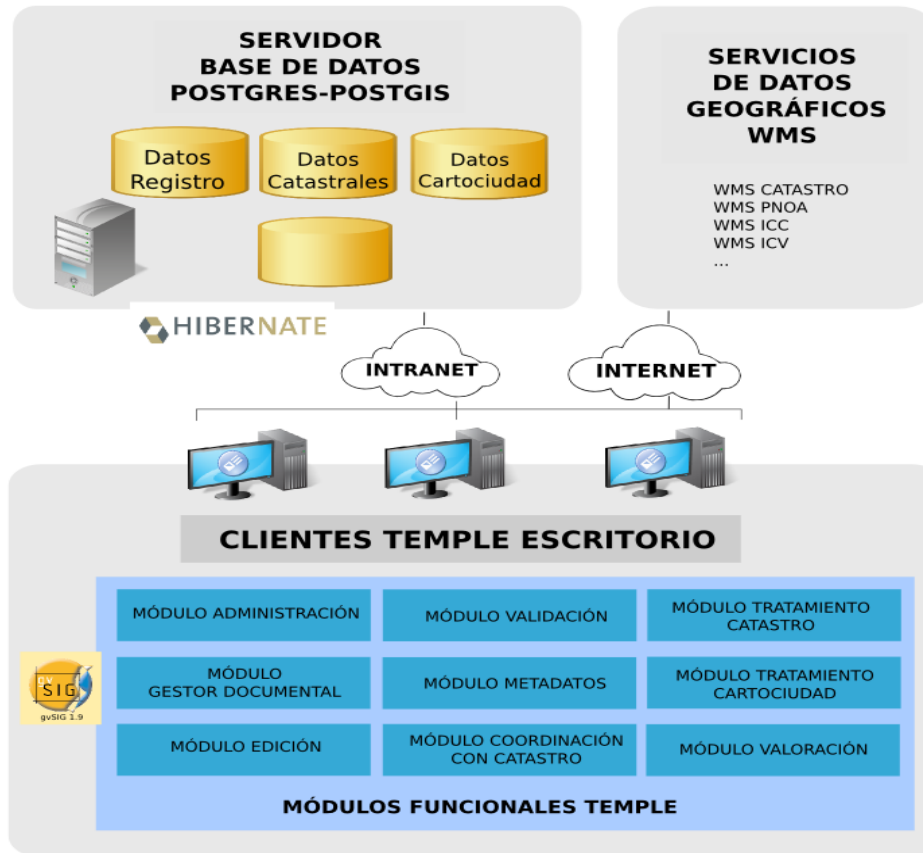 SERVIDOR
BASE DE DATOS
POSTGRES-POSTGIS
Datos
Registro
Datos
Catastrales
Datos
Cartociudad
HIBERNATE
SERVICIOS
DE DATOS
GEOGRÁFICOS
WMS
WMS CATASTRO
WMS PNOA
WMS ICC
WMS ICV
...
INTRANET
INTERNET
CLIENTES TEMPLE ESCRITORIO
MÓDULO ADMINISTRACIÓN
MÓDULO VALIDACIÓN
MÓDULO TRATAMIENTO
CATASTRO
MÓDULO
GESTOR DOCUMENTAL
MÓDULO METADATOS
MÓDULO TRATAMIENTO
CARTOCIUDAD
MÓDULO EDICIÓN
MÓDULO COORDINACIÓN
CON CATASTRO
MÓDULO VALORACIÓN
gv
SIG
gvSIG 1.9
MÓDULOS FUNCIONALES TEMPLE